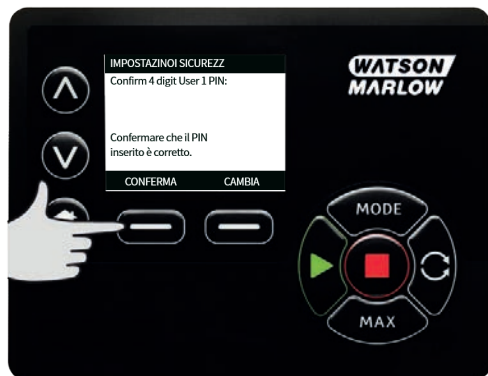 IMPOSTAZINOI SICUREZZ
Confirm 4 digit User 1 PIN:
Confermare che il PIN
inserito è corretto.
CONFERMA CAMBIA
WATSON
MARLOW
MODE
MAX